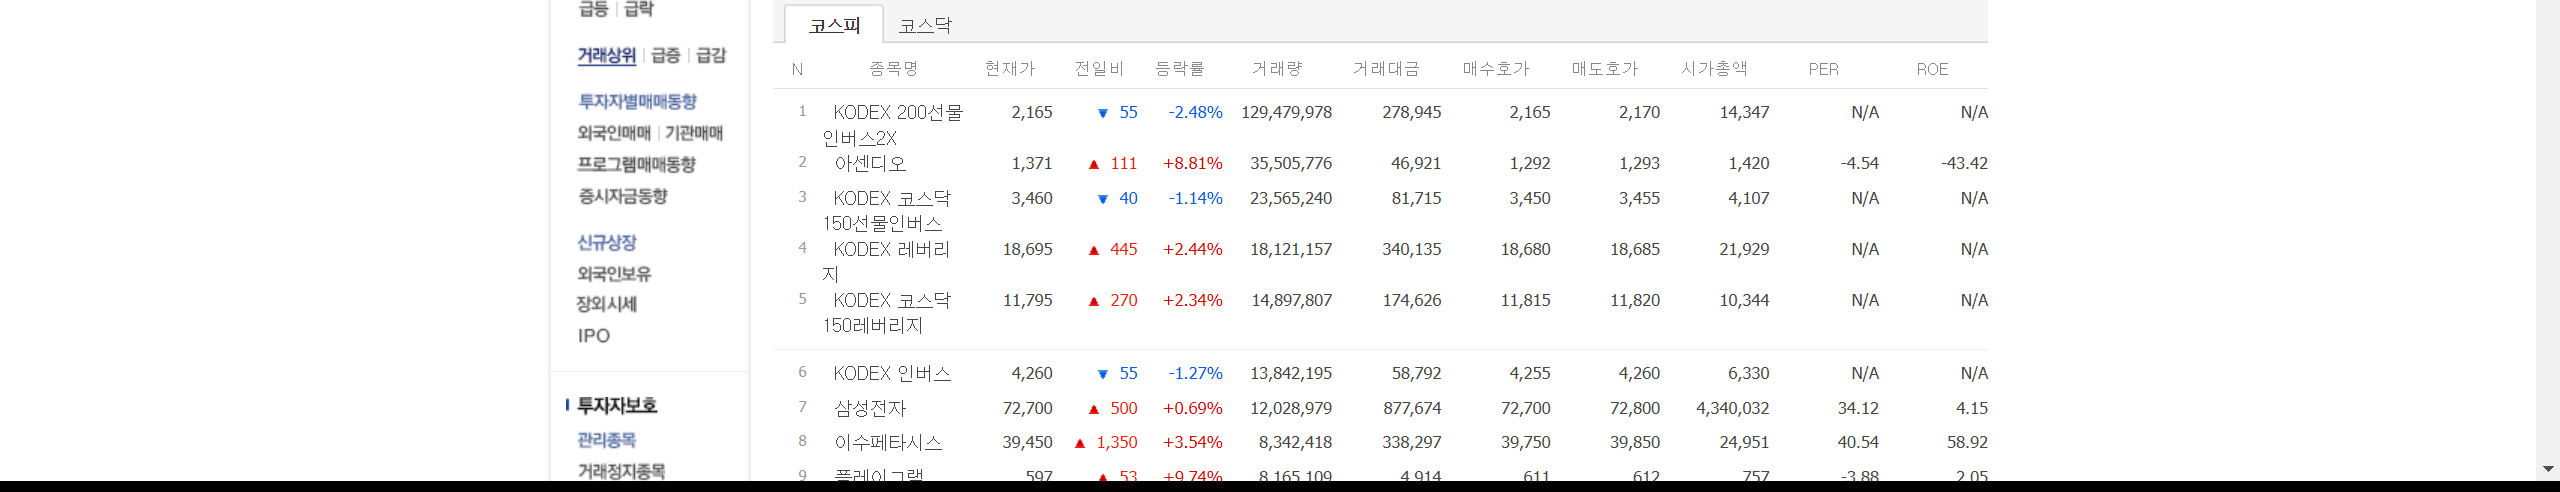 급등 | 급락
거래상위 | 급증 | 급감
투자자별매매동향
외국인매매 | 기관매매
프로그램매매동향
증시자금동향
신규상장
외국인보유
장외시세
IPO
투자자보호
관리종목
거래정지종목
코스피 코스닥
N 종목명 현재가 전일비 등락률 거래량 거래대금 매수호가 매도호가 시가총액 PER ROE
1 KODEX 200선물 2,165 ▼ 55 -2.48% 129,479,978 278,945 2,165 2,170 14,347 N/A N/A
인버스2X
2 아센디오 1,371 ▲ 111 +8.81% 35,505,776 46,921 1,292 1,293 1,420 -4.54 -43.42
3 KODEX 코스닥 3,460 ▼ 40 -1.14% 23,565,240 81,715 3,450 3,455 4,107 N/A N/A
150선물인버스
4 KODEX 레버리 18,695 ▲ 445 +2.44% 18,121,157 340,135 18,680 18,685 21,929 N/A N/A
지
5 KODEX 코스닥 11,795 ▲ 270 +2.34% 14,897,807 174,626 11,815 11,820 10,344 N/A N/A
150레버리지
6 KODEX 인버스 4,260 ▼ 55 -1.27% 13,842,195 58,792 4,255 4,260 6,330 N/A N/A
7 삼성전자 72,700 ▲ 500 +0.69% 12,028,979 877,674 72,700 72,800 4,340,032 34.12 4.15
8 이수페타시스 39,450 ▲ 1,350 +3.54% 8,342,418 338,297 39,750 39,850 24,951 40.54 58.92
9 플레이그램 597 ▲ 53 +9.74% 8,165,109 4,914 611 612 757 -3.88 2.05